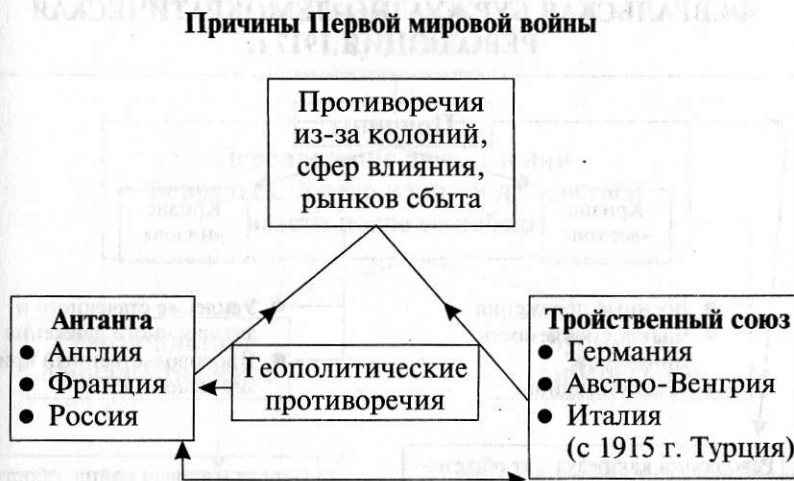 Причины Первой мировой войны
Противоречия
из-за колоний,
сфер влияния,
рынков сбыта
Антанта
● Англия
● Франция
● Россия
Геополитические
противоречия
Тройственный союз
● Германия
● Австро-Венгрия
● Италия
(с 1915 г. Турция)